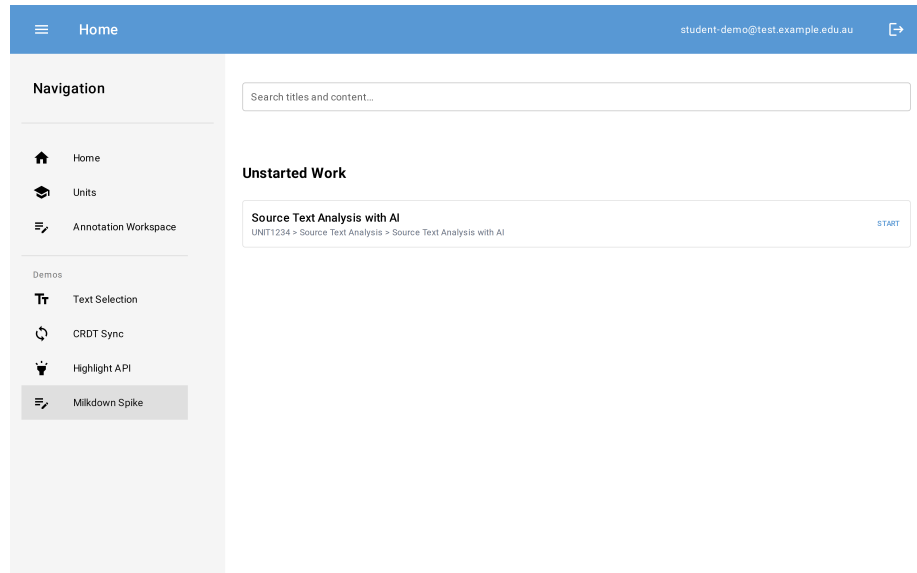 Home
student-demo@test.example.edu.au
Navigation
Home
Units
Annotation Workspace
Demos
Text Selection
CRDT Sync
Highlight API
Milkdown Spike
Search titles and content...
Unstarted Work
Source Text Analysis with AI
UNIT1234 > Source Text Analysis > Source Text Analysis with AI
START